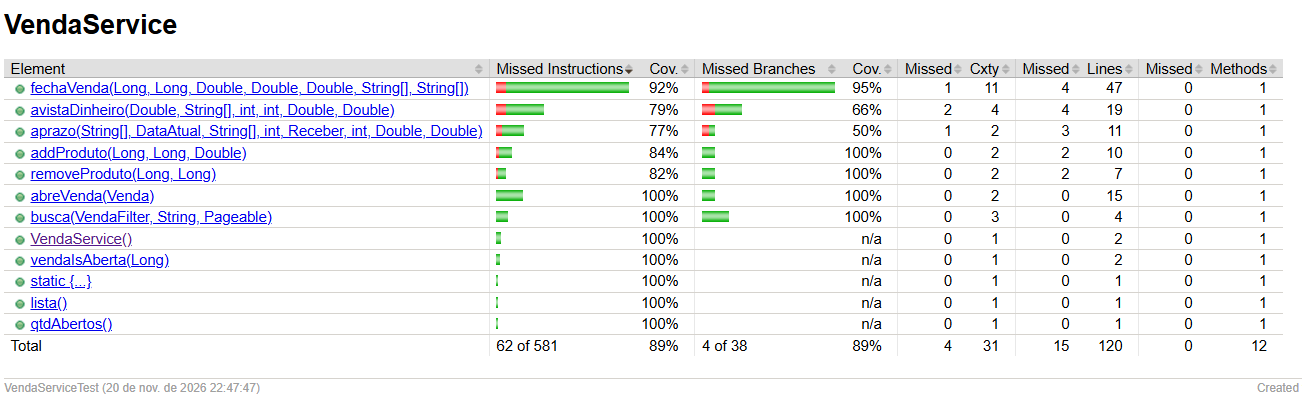 VendaService
Element Missed Instructions Cov. Missed Branches Cov. Missed Cxty Missed Lines Missed Methods
fechaVenda(Long, Long, Double, Double, Double, Double, String[], String[]) 92% 95% 1 11 4 47 0 1
avistaDinheiro(Double, String[], int, int, Double, Double) 79% 66% 2 4 4 19 0 1
aprazo(String[], DataAtual, String[], int, Receber, int, Double, Double) 77% 50% 1 2 3 11 0 1
addProduto(Long, Long, Double) 84% 100% 0 2 2 10 0 1
removeProduto(Long, Long) 82% 100% 0 2 2 7 0 1
abreVenda(Venda) 100% 100% 0 2 0 15 0 1
busca(VendaFilter, String, Pageable) 100% 100% 0 3 0 4 0 1
VendaService() 100% n/a 0 1 0 2 0 1
vendaIsAberta(Long) 100% n/a 0 1 0 2 0 1
static {...} 100% n/a 0 1 0 1 0 1
lista() 100% n/a 0 1 0 1 0 1
qtdAbertos() 100% n/a 0 1 0 1 0 1
Total 62 of 581 89% 4 of 38 89% 4 31 15 120 0 12
VendaServiceTest (20 de nov. de 2026 22:47:47) Created